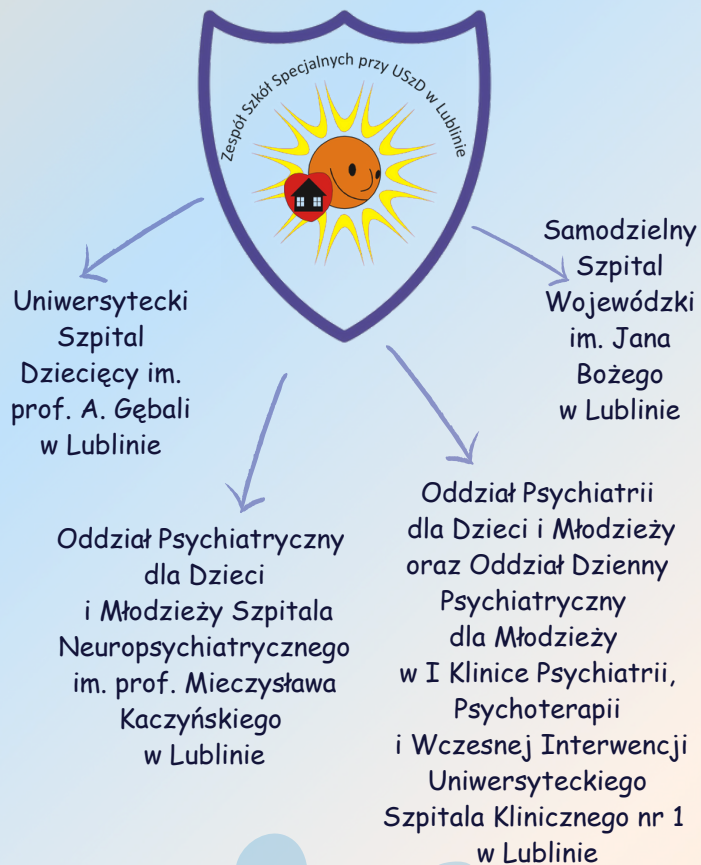 Zespół Szkół Specjalnych przy USzD w Lublinie
Uniwersytecki
Szpital
Dziecięcy im.
prof. A. Gębali
w Lublinie
Samodzielny
Szpital
Wojewódzki
im. Jana
Bożego
w Lublinie
Oddział Psychiatryczny
dla Dzieci
i Młodzieży Szpitala
Neuropsychiatrycznego
im. prof. Mieczysława
Kaczyńskiego
w Lublinie
Oddział Psychiatrii
dla Dzieci i Młodzieży
oraz Oddział Dzienny
Psychiatryczny
dla Młodzieży
w I Klinice Psychiatrii,
Psychoterapii
i Wczesnej Interwencji
Uniwersyteckiego
Szpitala Klinicznego nr 1
w Lublinie